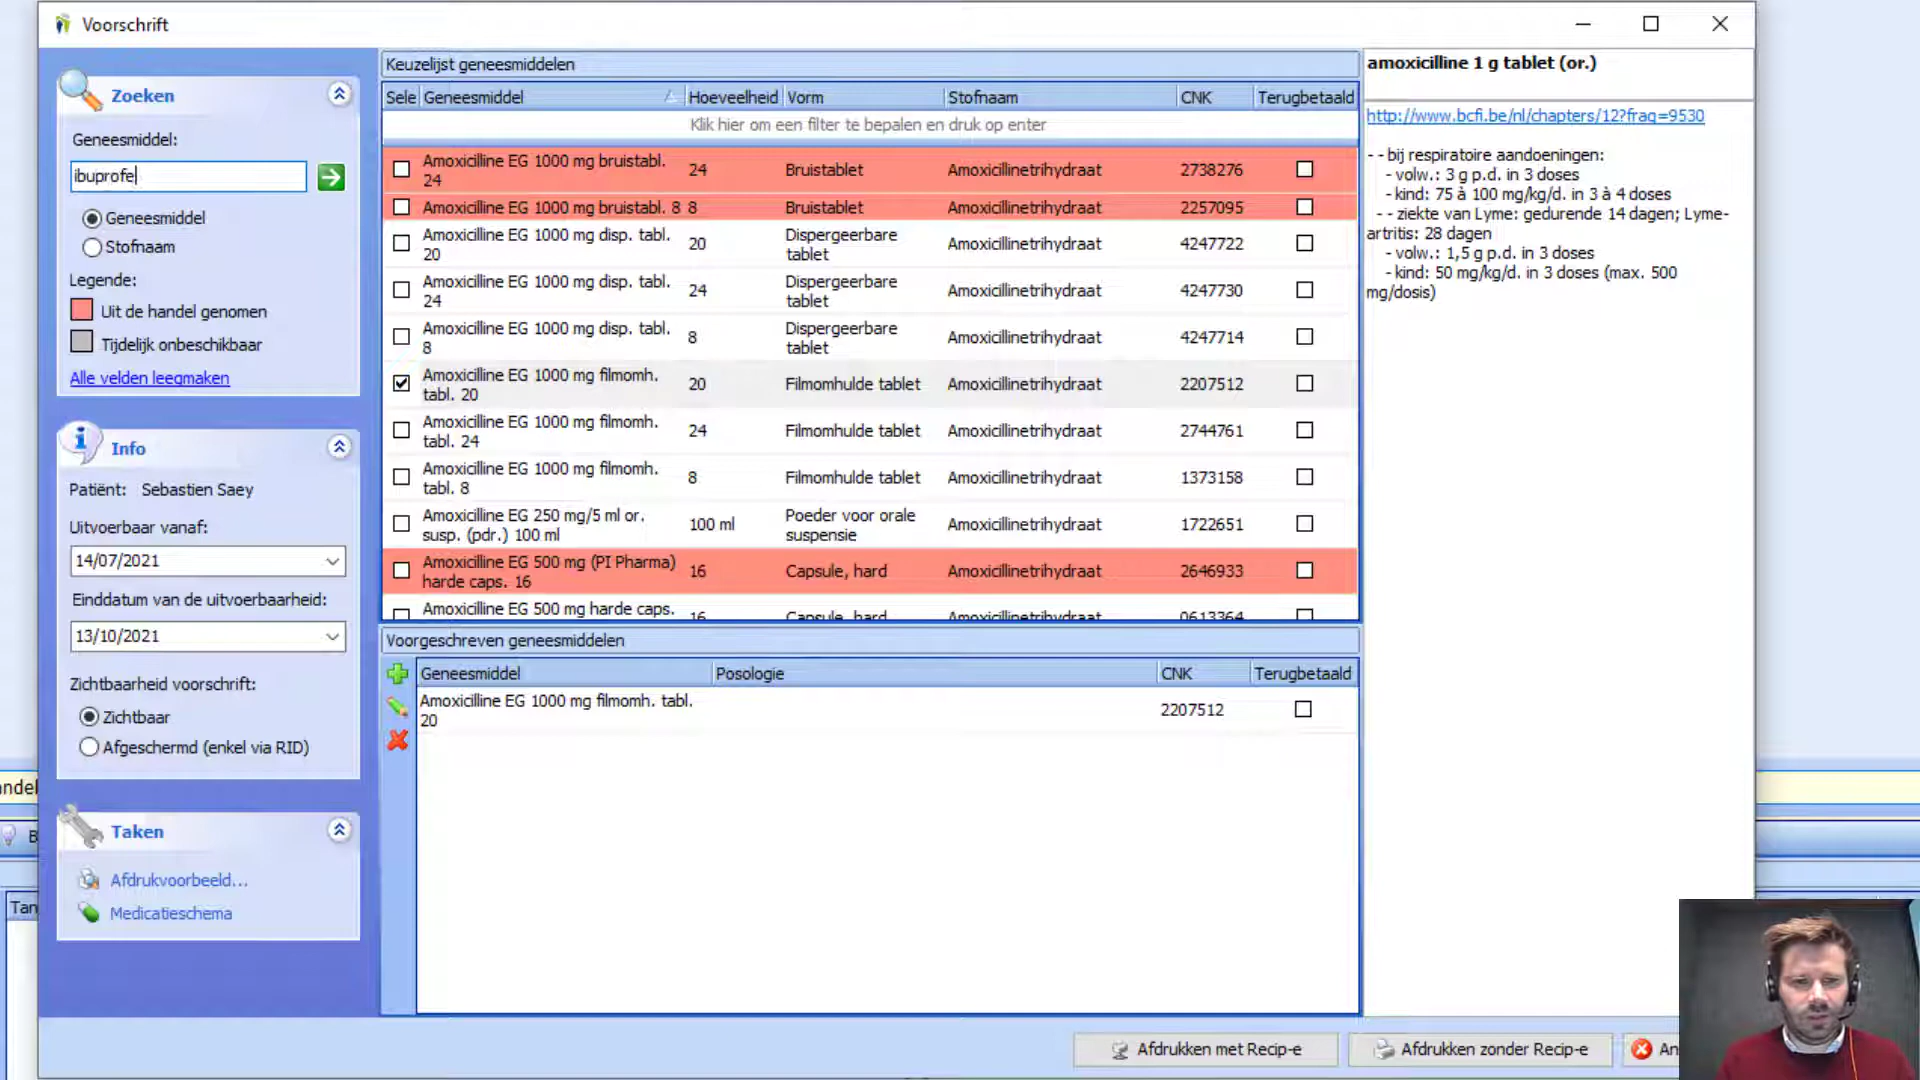 Voorschrift
Zoeken
Geneesmiddel:
ibuprofe
Geneesmiddel
Stofnaam
Legende:
Uit de handel genomen
Tijdelijk onbeschikbaar
Alle velden leegmaken
Info
Patiënt: Sebastien Saey
Uitvoerbaar vanaf:
14/07/2021
Einddatum van de uitvoerbaarheid:
13/10/2021
Zichtbaarheid voorschrift:
Zichtbaar
Afgeschermd (enkel via RID)
Taken
Afdrukvoorbeeld...
Medicatieschema
Keuzelijst geneesmiddelen
Sele Geneesmiddel Hoeveelheid Vorm Stofnaam CNK Terugbetaald
Klik hier om een filter te bepalen en druk op enter
Amoxicilline EG 1000 mg bruistabl.
24 24 Bruistablet 2738276
Amoxicilline EG 1000 mg bruistabl. 8 8 Bruistablet 2257095
Amoxicilline EG 1000 mg disp. tabl.
20 20 Dispergeerbare tablet Amoxicillinetrihydraat 4247722
Amoxicilline EG 1000 mg disp. tabl.
24 24 Dispergeerbare tablet Amoxicillinetrihydraat 4247730
Amoxicilline EG 1000 mg disp. tabl.
8 8 Dispergeerbare tablet Amoxicillinetrihydraat 4247714
Amoxicilline EG 1000 mg filmomh.
tabl. 20 20 Filmomhulde tablet Amoxicillinetrihydraat 2207512
Amoxicilline EG 1000 mg filmomh.
tabl. 24 24 Filmomhulde tablet Amoxicillinetrihydraat 2744761
Amoxicilline EG 1000 mg filmomh.
tabl. 8 8 Filmomhulde tablet Amoxicillinetrihydraat 1373158
Amoxicilline EG 250 mg/5 ml or.
susp. (pdr.) 100 ml 100 ml Poeder voor orale suspensie Amoxicillinetrihydraat 1722651
Amoxicilline EG 500 mg (PI Pharma)
harde caps. 16 16 Capsule, hard Amoxicillinetrihydraat 2646933
Amoxicilline EG 500 mg harde caps. 16 Capsule, hard Amoxicillinetrihydraat 0613364
Voorgeschreven geneesmiddelen
Geneesmiddel Posologie CNK Terugbetaald
Amoxicilline EG 1000 mg filmomh. tabl.
20 2207512
amoxicilline 1 g tablet (or.)
http://www.bcfi.be/nl/chapters/12?frag=9530
- - bij respiratoire aandoeningen:
- volw.: 3 g p.d. in 3 doses
- kind: 75 à 100 mg/kg/d. in 3 à 4 doses
- - ziekte van Lyme: gedurende 14 dagen; Lyme-
artritis: 28 dagen
- volw.: 1,5 g p.d. in 3 doses
- kind: 50 mg/kg/d. in 3 doses (max. 500
mg/dosis)
Afdrukken met Recip-e
Afdrukken zonder Recip-e
An
andel
B
Tan